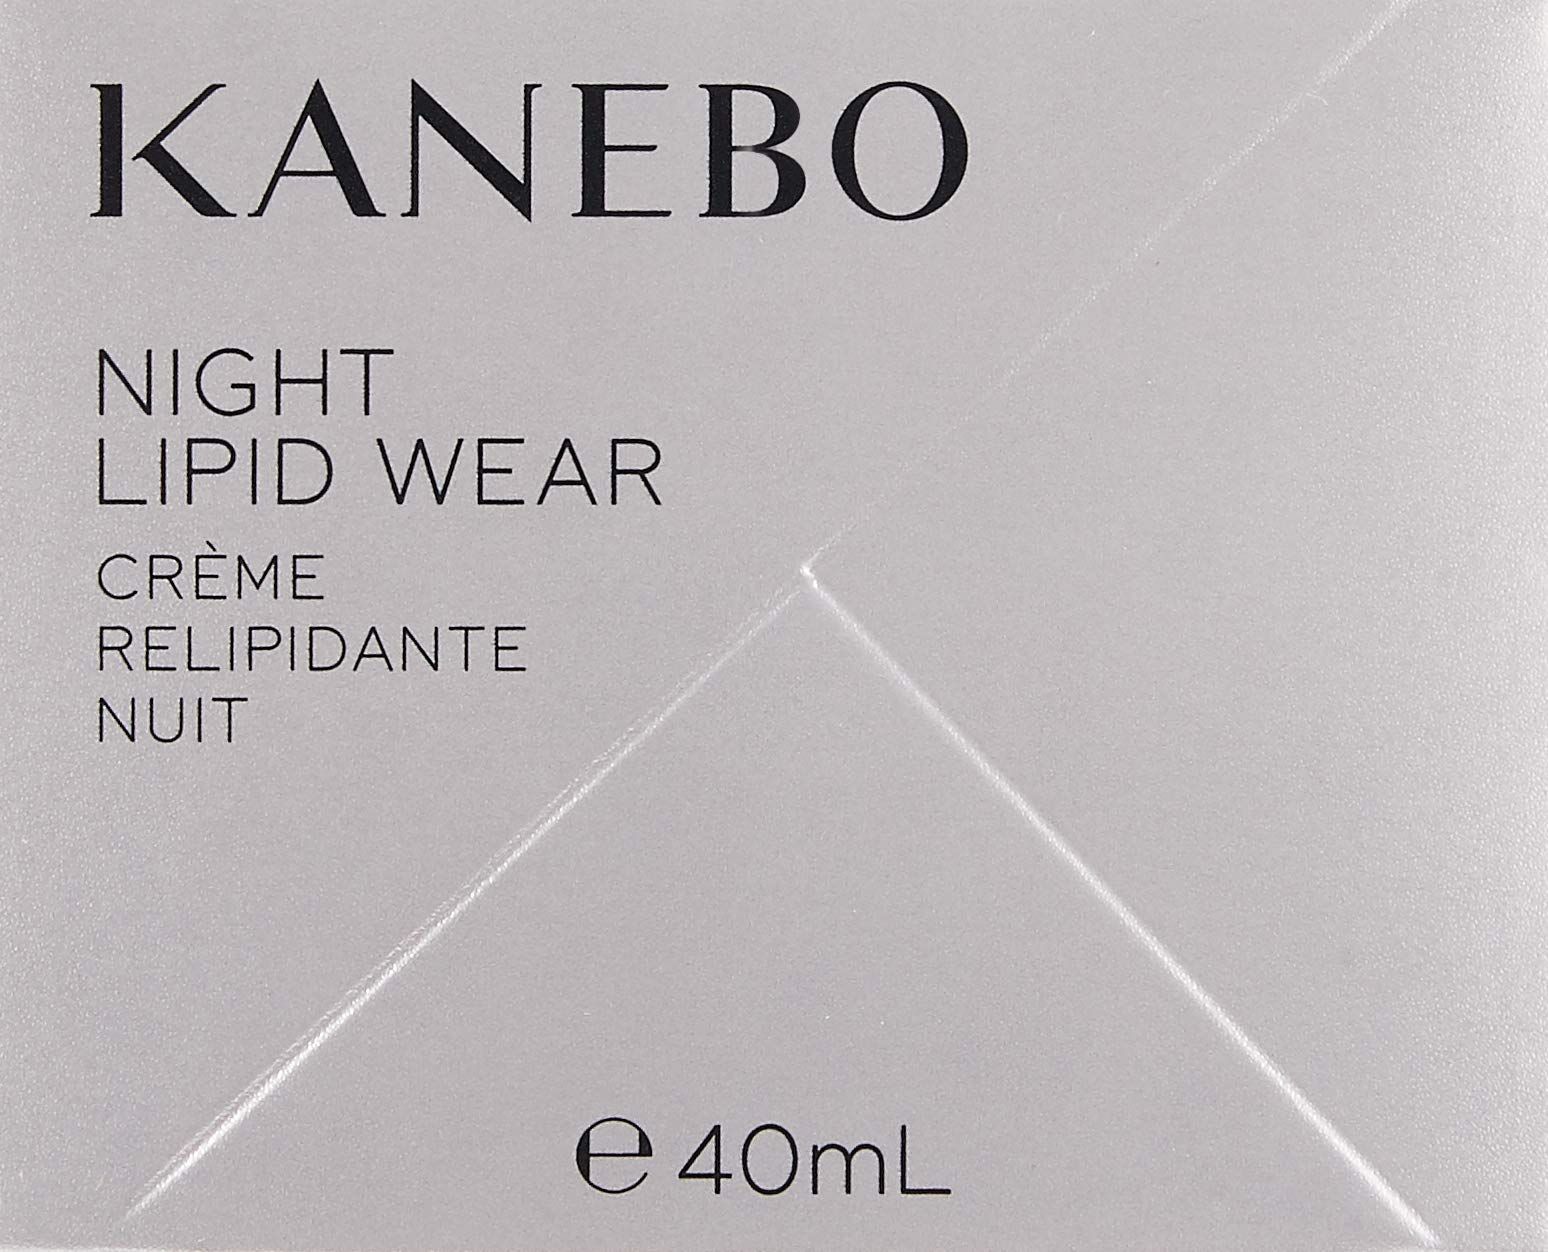 KANEBO
NIGHT
LIPID WEAR
CRÈME
RELIPIDANTE
NUIT
℮ 40mL